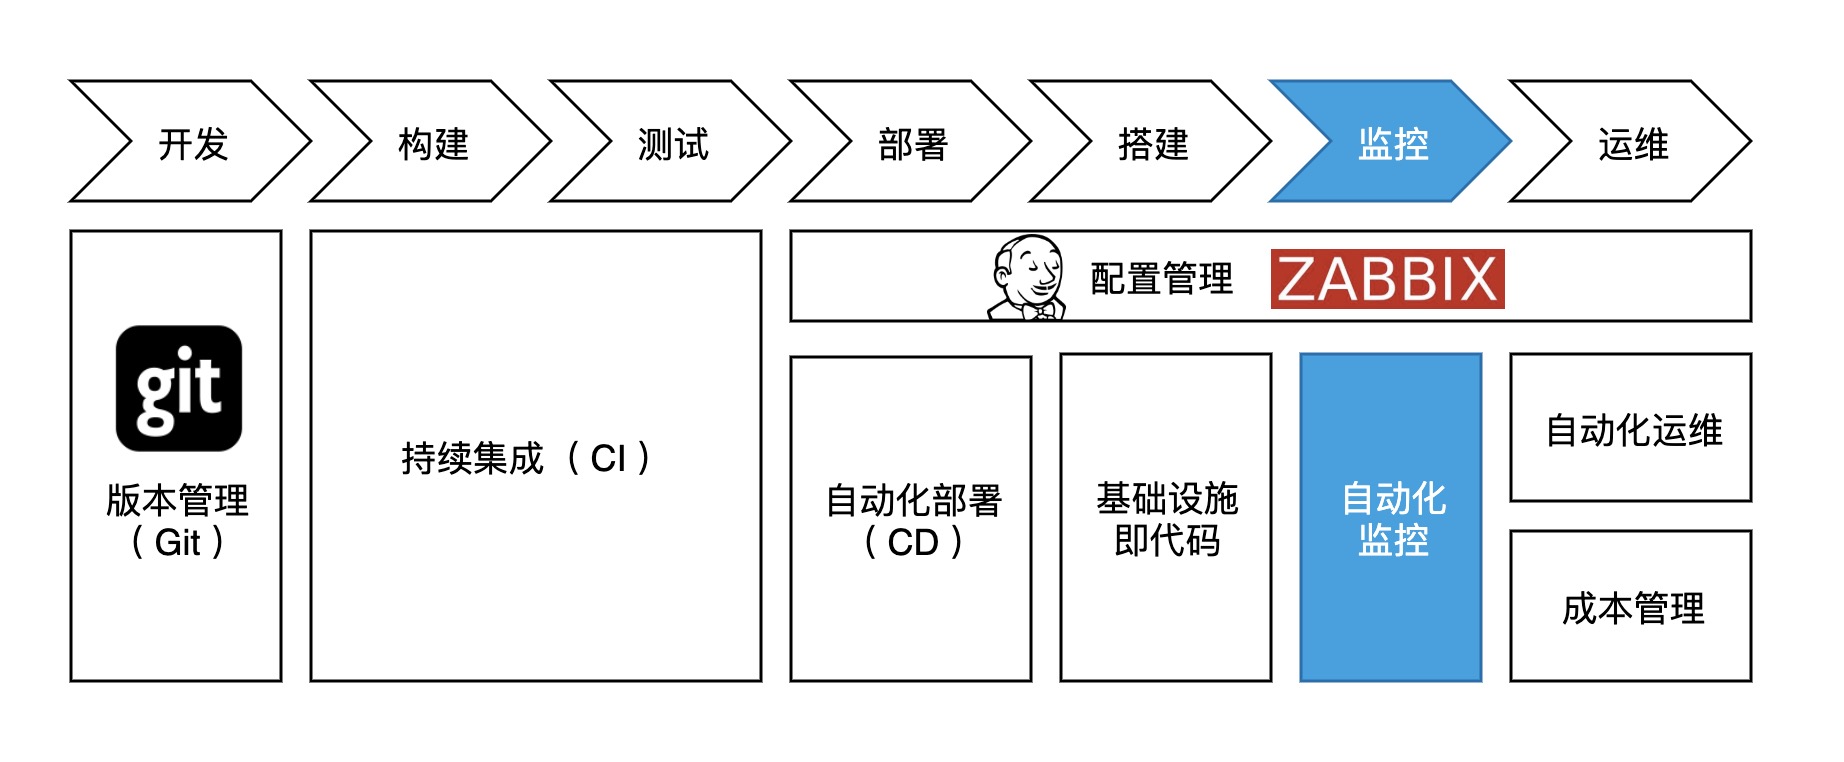 开发
构建
测试
部署
搭建
监控
运维
git
版本管理
（Git）
持续集成（CI）
配置管理
ZABBIX
自动化部署
（CD）
基础设施
即代码
自动化
监控
自动化运维
成本管理